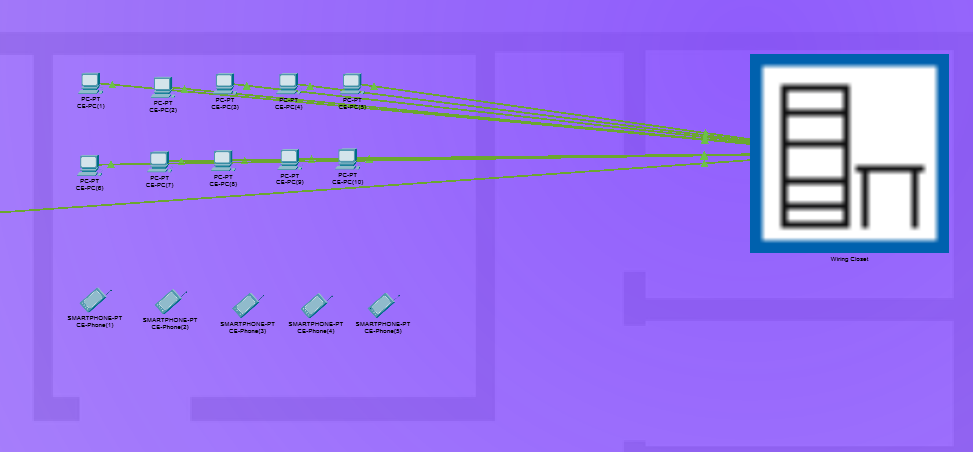 PC-PT
CE-PC(1)
PC-PT
CE-PC(2)
PC-PT
CE-PC(3)
PC-PT
CE-PC(4)
PC-PT
CE-PC(5)
PC-PT
CE-PC(6)
PC-PT
CE-PC(7)
PC-PT
CE-PC(8)
PC-PT
CE-PC(9)
PC-PT
CE-PC(10)
Wiring Closet
SMARTPHONE-PT
CE-Phone(1)
SMARTPHONE-PT
CE-Phone(2)
SMARTPHONE-PT
CE-Phone(3)
SMARTPHONE-PT
CE-Phone(4)
SMARTPHONE-PT
CE-Phone(5)